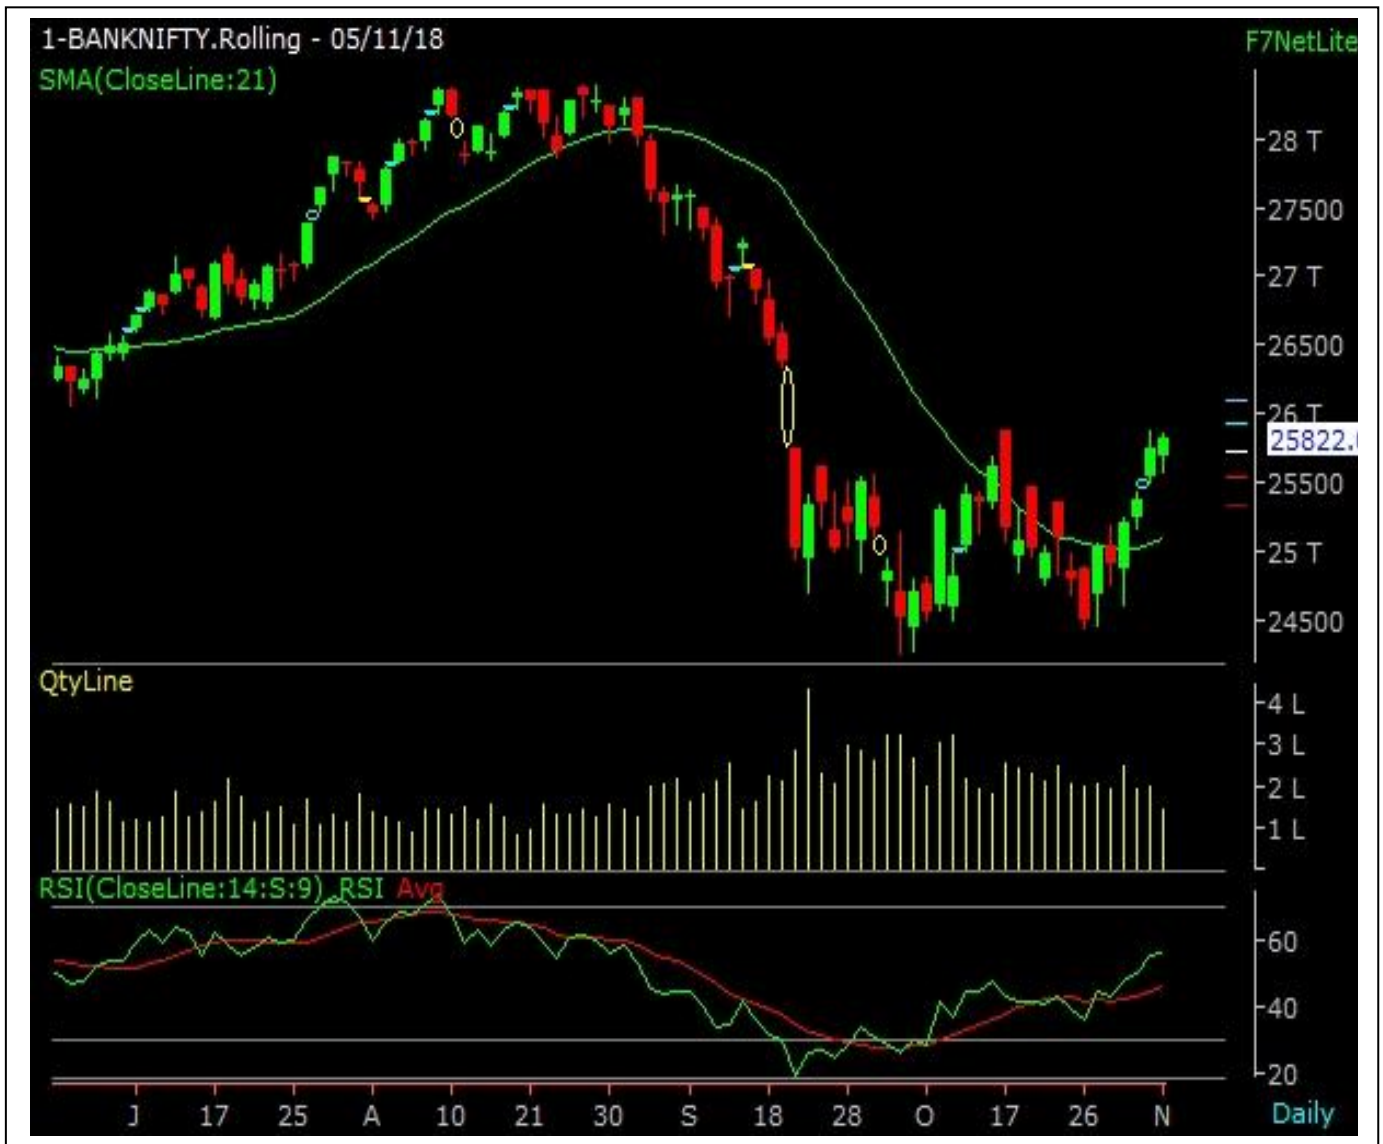 1-BANKNIFTY.Rolling - 05/11/18
F7NetLite
SMA(CloseLine:21)
28 T
27500
27 T
26500
26 T
25822.
25500
25 T
24500
QtyLine
4 L
3 L
2 L
1 L
RSI(CloseLine:14:S:9) RSI Avg
60
40
20
J 17 25 A 10 21 30 S 18 28 O 17 26 N Daily